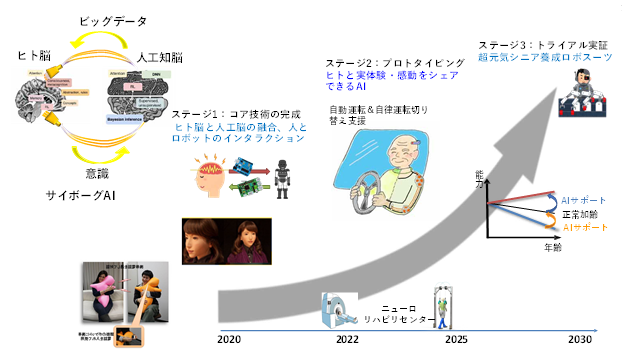 ビッグデータ
ヒト脳
人工知脳
Attention
Attention
DMN
RL
RL
Bayesian Inference
意識
サイボーグAI
ステージ1：コア技術の完成
ヒト脳と人工脳の融合、人と
ロボットのインタラクション
ステージ2：プロトタイピング
ヒトと実体験・感動をシェア
できるAI
自動運転＆自律運転切り
替え支援
ステージ3：トライアル実証
超元気シニア養成ロボスーツ
能力
AIサポート
正常加齢
AIサポート
年齢
ニューロ
リハビリセンター
2020
2022
2025
2030